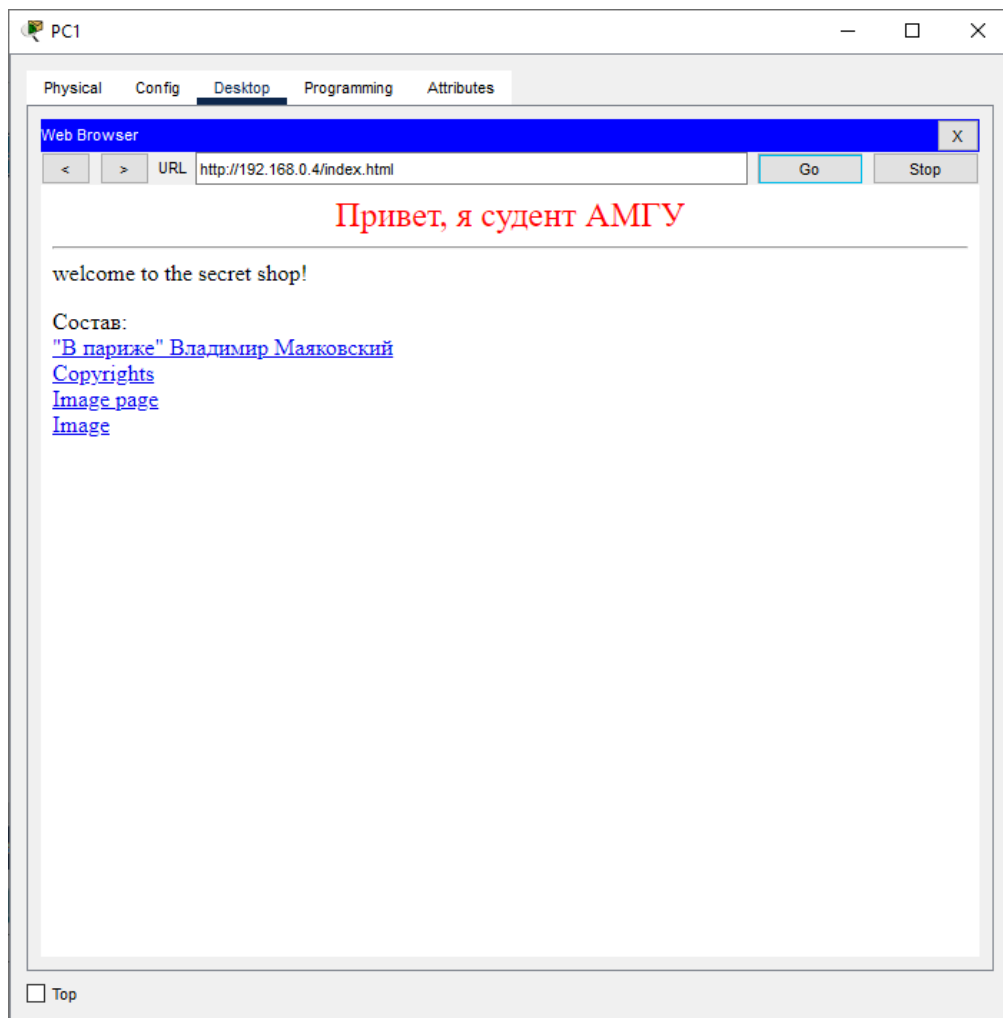 PC1
Physical Config Desktop Programming Attributes
Web Browser X
< > URL http://192.168.0.4/index.html Go Stop
Привет, я судент АМГУ
welcome to the secret shop!
Состав:
"В париже" Владимир Маяковский
Copyrights
Image page
Image
Top